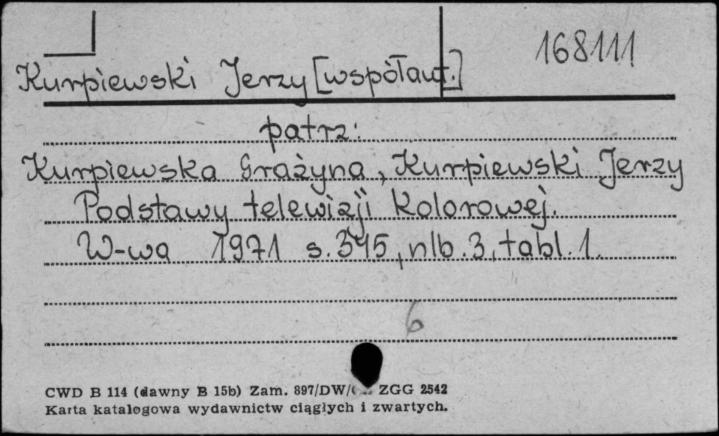 168111
Kurpiewski Jerzy [współaut.]
patrz:
Kurpiewska Grażyna, Kurpiewski Jerzy
Podstawy telewizji kolorowej.
W-wa 1971 s. 345, nlb. 3, tabl. 1.
6
CWD B 114 (dawny B 15b) Zam. 897/DW/ ZGG 2542
Karta katalogowa wydawnictw ciągłych i zwartych.